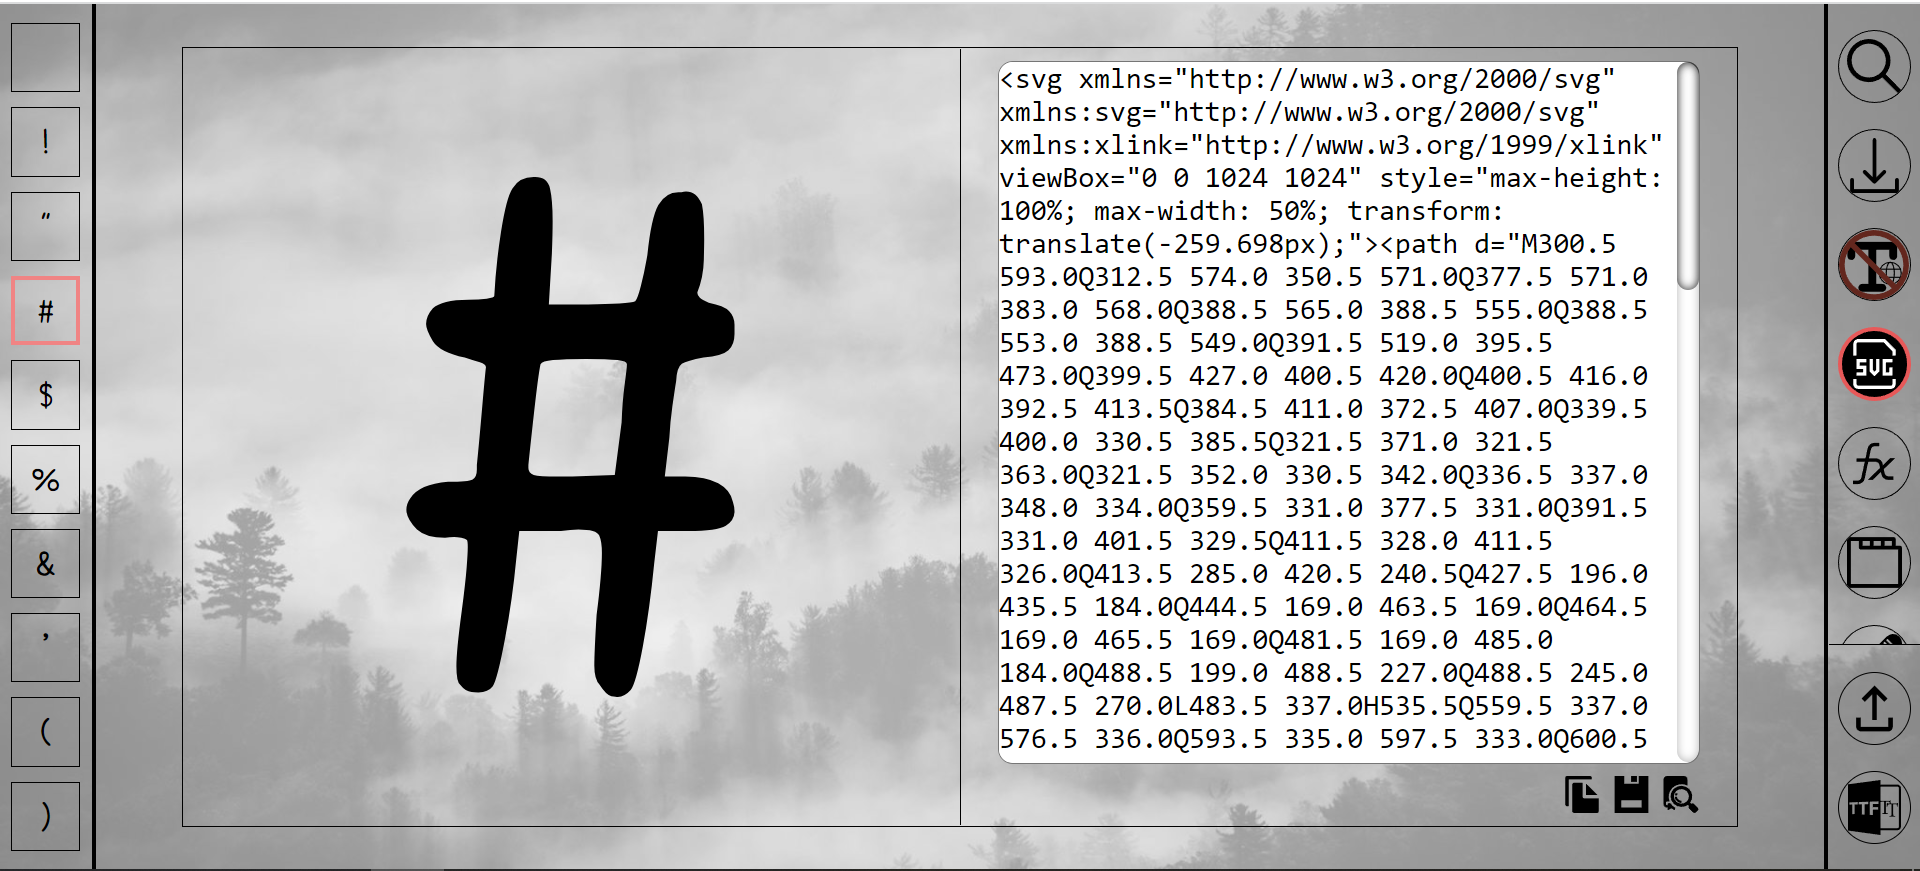 !
"
#
$
%
&
'
(
)
#
<svg xmlns="http://www.w3.org/2000/svg"
xmlns:svg="http://www.w3.org/2000/svg"
xmlns:xlink="http://www.w3.org/1999/xlink"
viewBox="0 0 1024 1024" style="max-height:
100%; max-width: 50%; transform:
translate(-259.698px);"><path d="M300.5
593.0Q312.5 574.0 350.5 571.0Q377.5 571.0
383.0 568.0Q388.5 565.0 388.5 555.0Q388.5
553.0 388.5 549.0Q391.5 519.0 395.5
473.0Q399.5 427.0 400.5 420.0Q400.5 416.0
392.5 413.5Q384.5 411.0 372.5 407.0Q339.5
400.0 330.5 385.5Q321.5 371.0 321.5
363.0Q321.5 352.0 330.5 342.0Q336.5 337.0
348.0 334.0Q359.5 331.0 377.5 331.0Q391.5
331.0 401.5 329.5Q411.5 328.0 411.5
326.0Q413.5 285.0 420.5 240.5Q427.5 196.0
435.5 184.0Q444.5 169.0 463.5 169.0Q464.5
169.0 465.5 169.0Q481.5 169.0 485.0
184.0Q488.5 199.0 488.5 227.0Q488.5 245.0
487.5 270.0L483.5 337.0H535.5Q559.5 337.0
576.5 336.0Q593.5 335.0 597.5 333.0Q600.5
T
SVG
fx
TTF TT